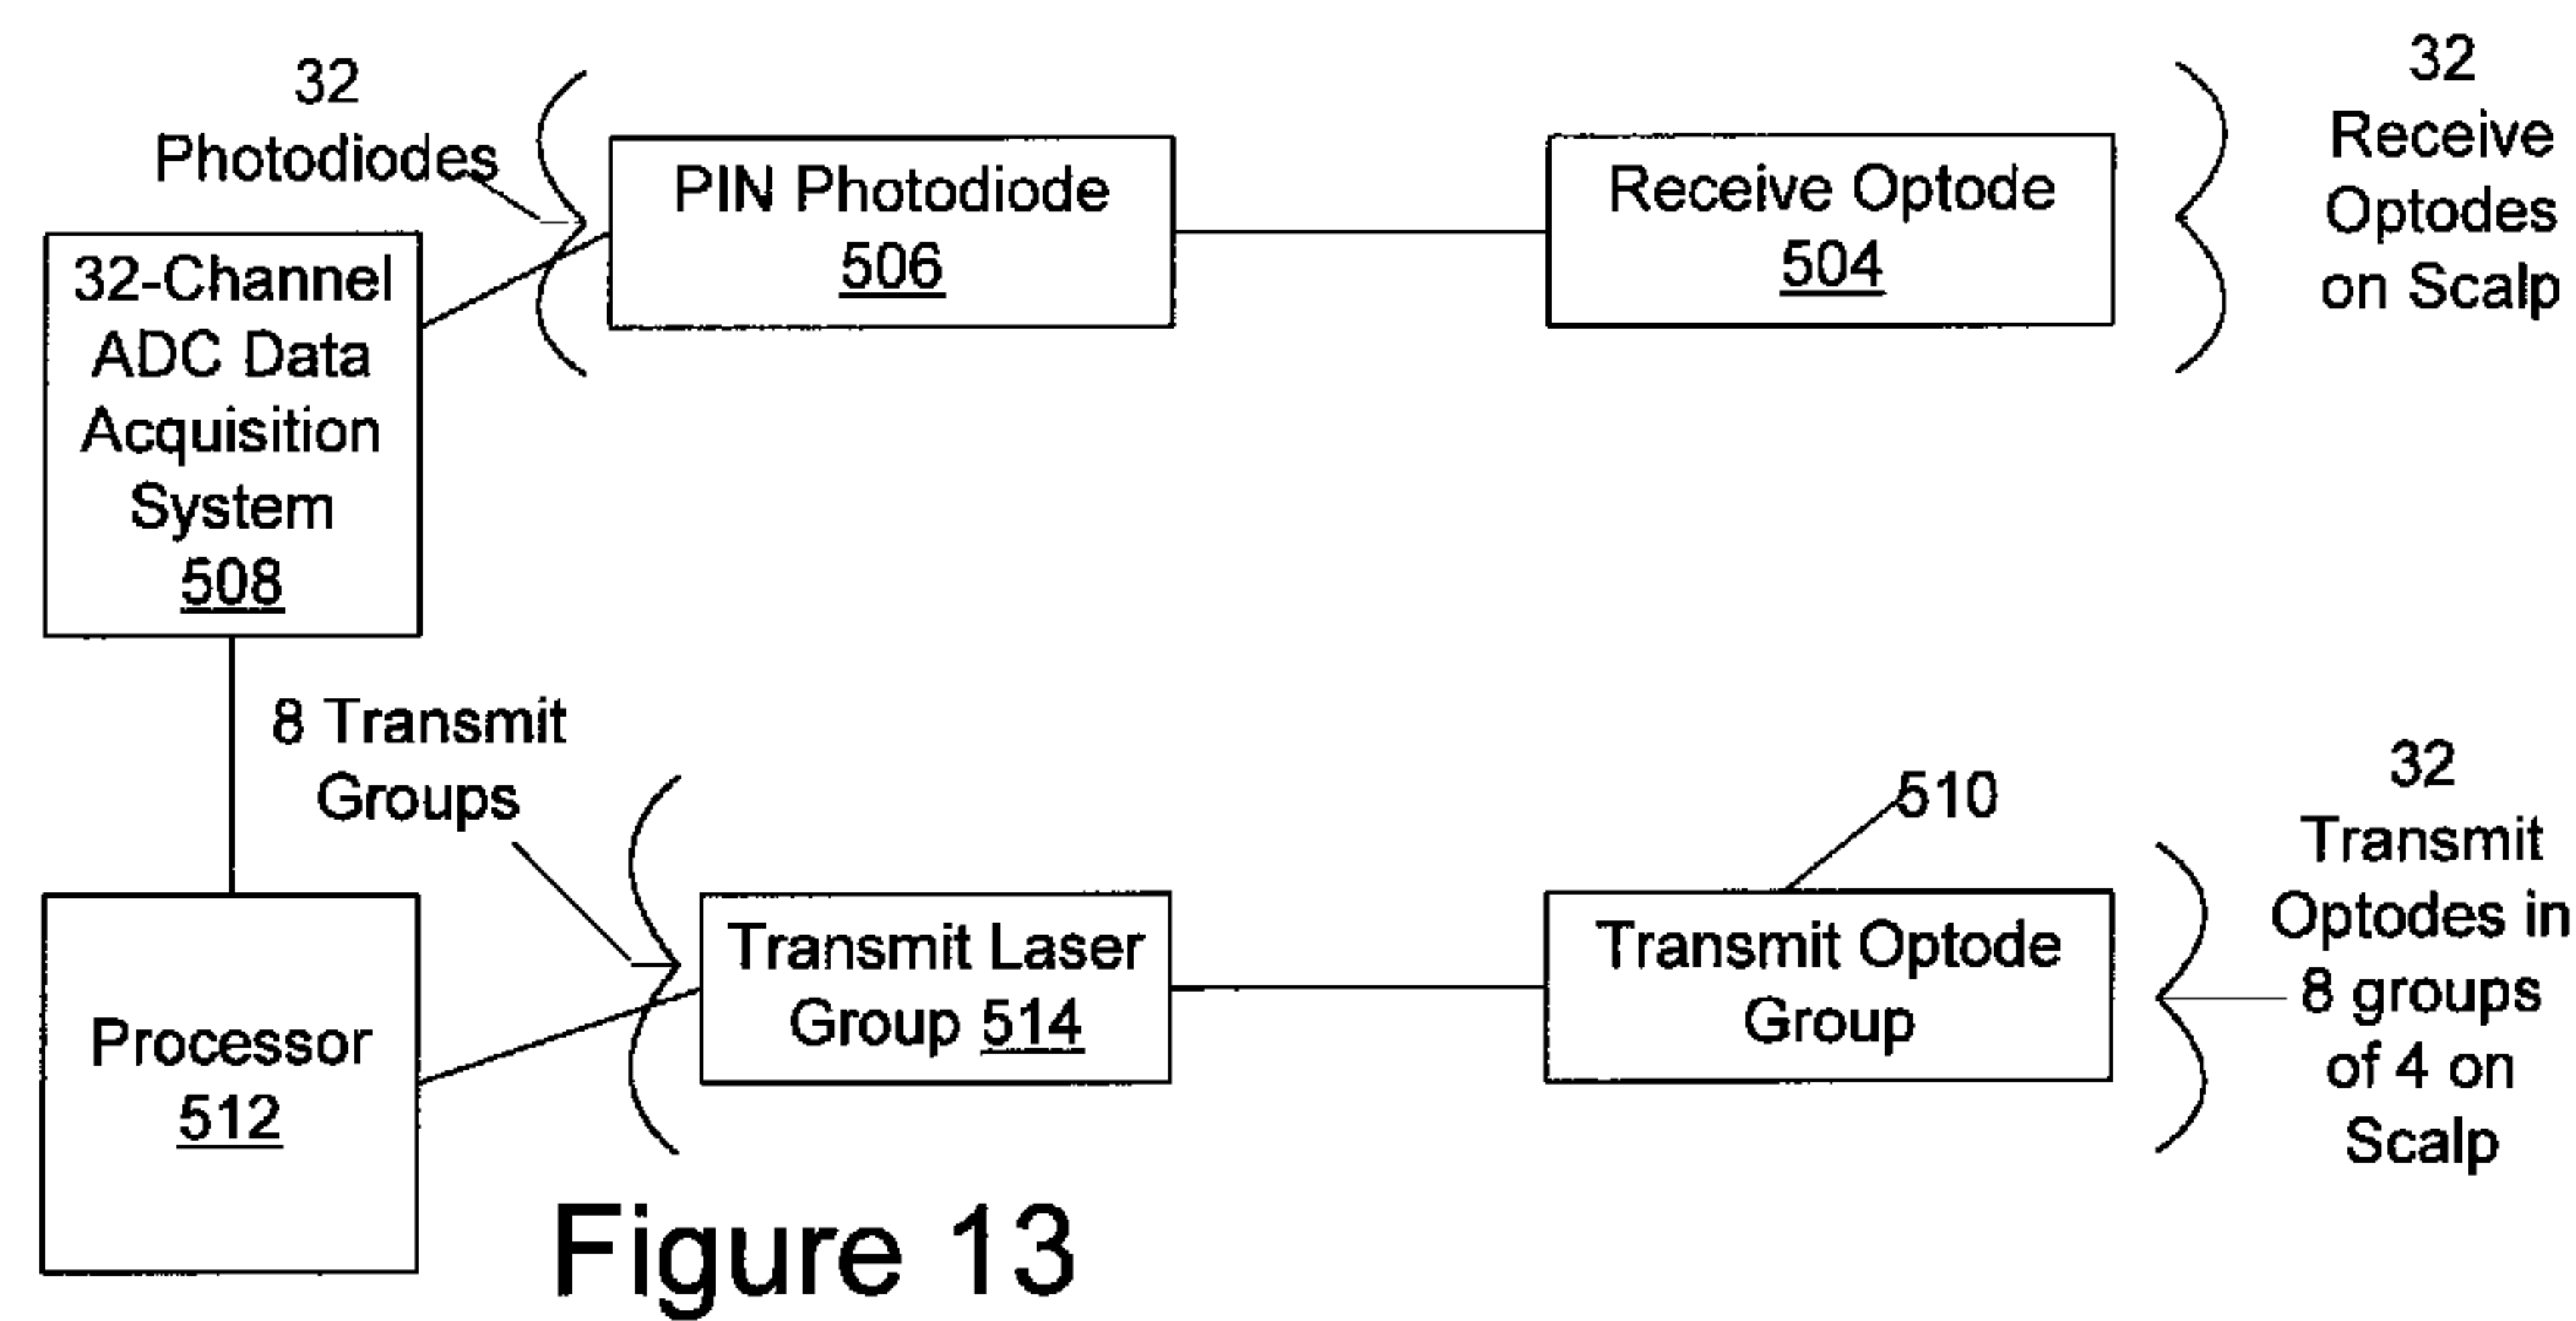 32
Photodiodes
PIN Photodiode
506
Receive Optode
504
32
Receive
Optodes
on Scalp
32-Channel
ADC Data
Acquisition
System
508
8 Transmit
Groups
Processor
512
Transmit Laser
Group 514
510
Transmit Optode
Group
32
Transmit
Optodes in
8 groups
of 4 on
Scalp
Figure 13